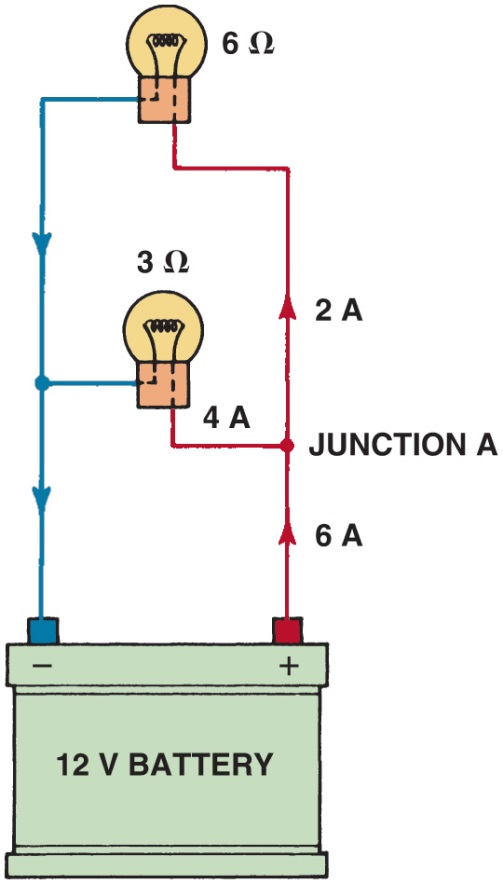 6 Ω
3 Ω
2 A
4 A
JUNCTION A
6 A
− +
12 V BATTERY